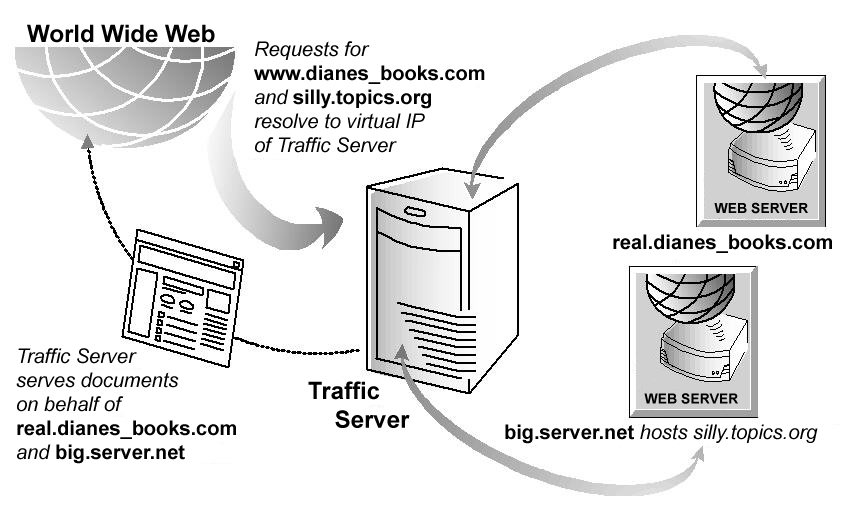 World Wide Web
Requests for
www.dianes_books.com
and silly.topics.org
resolve to virtual IP
of Traffic Server
WEB SERVER
real.dianes_books.com
WEB SERVER
big.server.net hosts silly.topics.org
Traffic
Server
Traffic Server
serves documents
on behalf of
real.dianes_books.com
and big.server.net